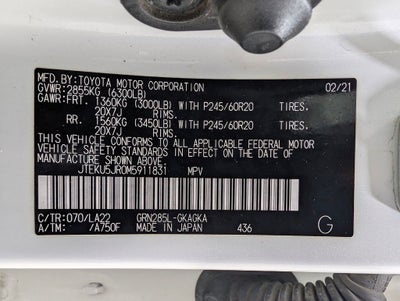 MFD.BY:TOYOTA MOTOR CORPORATION 02/21
GVWR:2855KG (6300LB)
GAWR:FRT. 1360KG (3000LB) WITH P245/60R20 TIRES.
20X7J RIMS.
RR. 1560KG (3450LB) WITH P245/60R20 TIRES.
20X7J RIMS.
THIS VEHICLE CONFORMS TO ALL APPLICABLE FEDERAL MOTOR
VEHICLE SAFETY STANDARDS IN EFFECT ON THE DATE OF
MANUFACTURE SHOWN ABOVE.
JTEKU5JR0M5911831 MPV
C/TR:070/LA22 GRN285L-GKAGKA
A/TM: /A750F MADE IN JAPAN 436 G